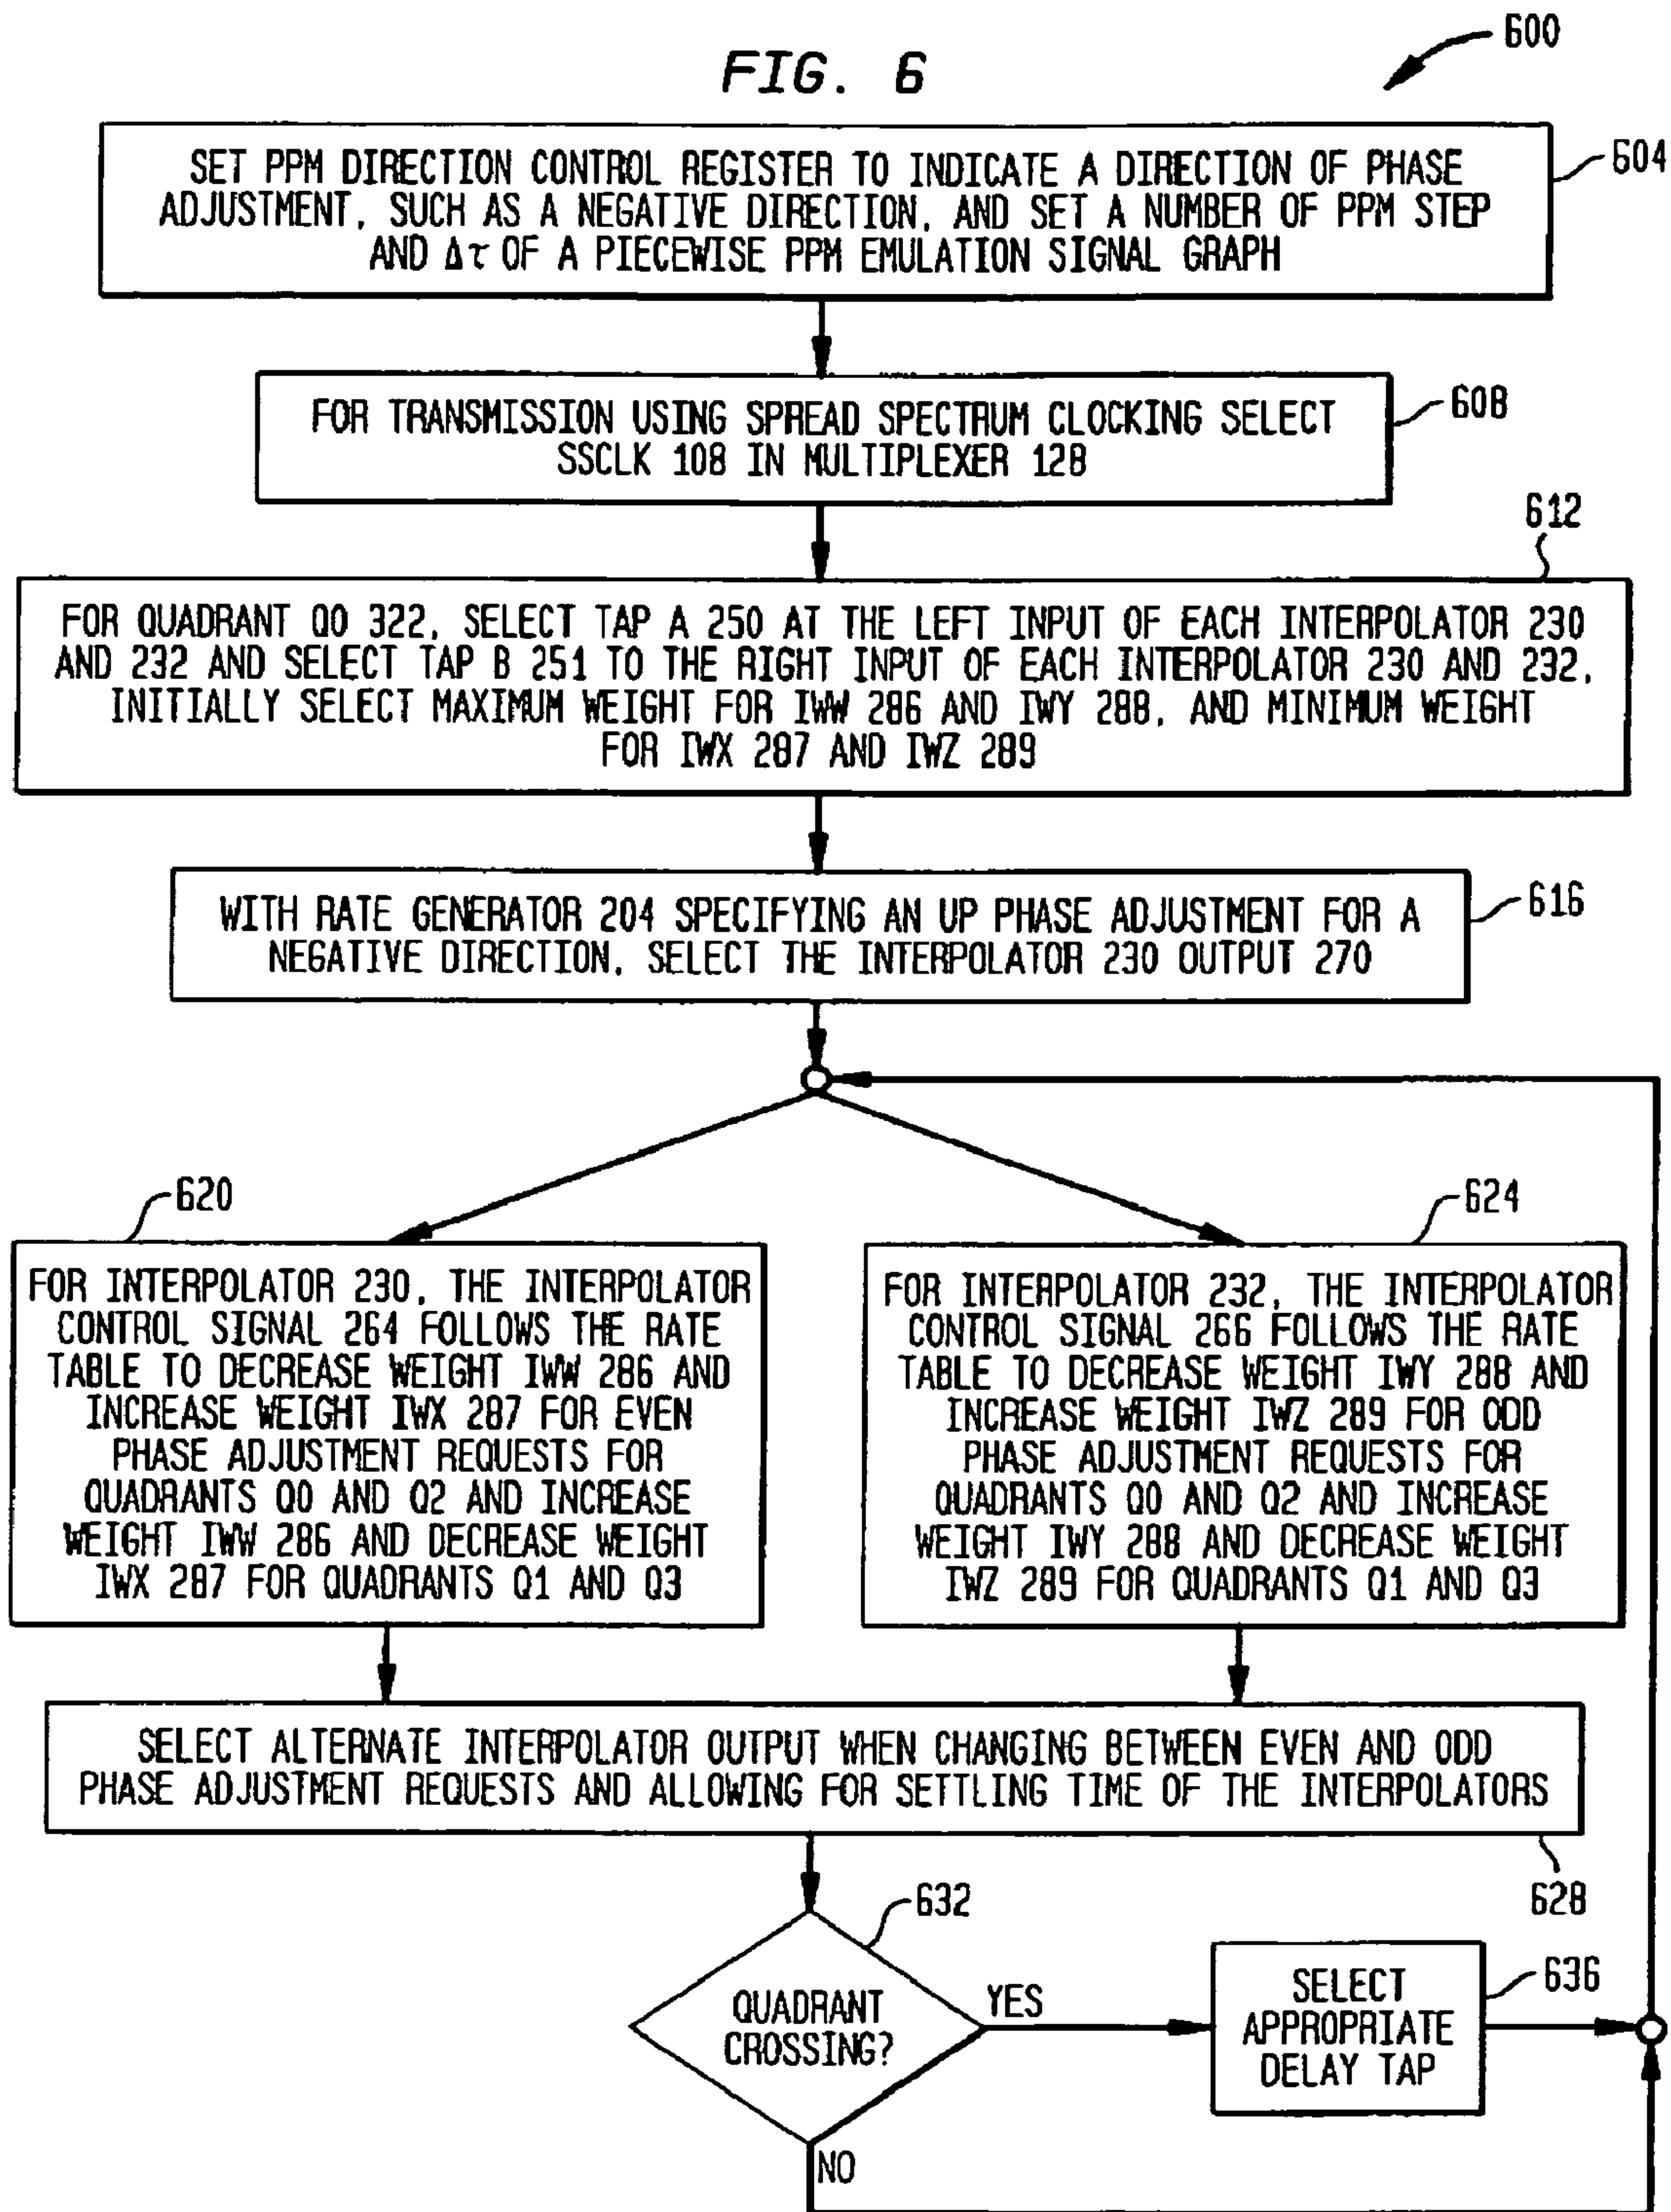 FIG. 6
600
SET PPM DIRECTION CONTROL REGISTER TO INDICATE A DIRECTION OF PHASE
ADJUSTMENT, SUCH AS A NEGATIVE DIRECTION, AND SET A NUMBER OF PPM STEP
AND Δτ OF A PIECEWISE PPM EMULATION SIGNAL GRAPH
604
FOR TRANSMISSION USING SPREAD SPECTRUM CLOCKING SELECT
SSCLK 108 IN MULTIPLEXER 128
608
612
FOR QUADRANT Q0 322, SELECT TAP A 250 AT THE LEFT INPUT OF EACH INTERPOLATOR 230
AND 232 AND SELECT TAP B 251 TO THE RIGHT INPUT OF EACH INTERPOLATOR 230 AND 232,
INITIALLY SELECT MAXIMUM WEIGHT FOR IWW 286 AND IWY 288, AND MINIMUM WEIGHT
FOR IWX 287 AND IWZ 289
WITH RATE GENERATOR 204 SPECIFYING AN UP PHASE ADJUSTMENT FOR A
NEGATIVE DIRECTION, SELECT THE INTERPOLATOR 230 OUTPUT 270
616
620
FOR INTERPOLATOR 230, THE INTERPOLATOR
CONTROL SIGNAL 264 FOLLOWS THE RATE
TABLE TO DECREASE WEIGHT IWW 286 AND
INCREASE WEIGHT IWX 287 FOR EVEN
PHASE ADJUSTMENT REQUESTS FOR
QUADRANTS Q0 AND Q2 AND INCREASE
WEIGHT IWW 286 AND DECREASE WEIGHT
IWX 287 FOR QUADRANTS Q1 AND Q3
624
FOR INTERPOLATOR 232, THE INTERPOLATOR
CONTROL SIGNAL 266 FOLLOWS THE RATE
TABLE TO DECREASE WEIGHT IWY 288 AND
INCREASE WEIGHT IWZ 289 FOR ODD
PHASE ADJUSTMENT REQUESTS FOR
QUADRANTS Q0 AND Q2 AND INCREASE
WEIGHT IWY 288 AND DECREASE WEIGHT
IWZ 289 FOR QUADRANTS Q1 AND Q3
SELECT ALTERNATE INTERPOLATOR OUTPUT WHEN CHANGING BETWEEN EVEN AND ODD
PHASE ADJUSTMENT REQUESTS AND ALLOWING FOR SETTLING TIME OF THE INTERPOLATORS
628
632
QUADRANT
CROSSING?
YES
SELECT
APPROPRIATE
DELAY TAP
636
NO